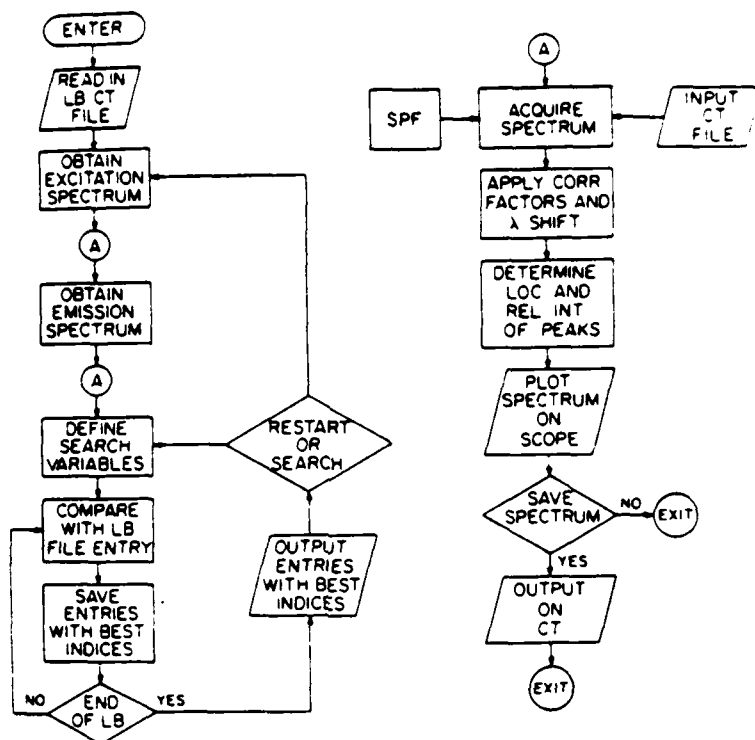 ENTER
READ IN
LB CT
FILE
OBTAIN
EXCITATION
SPECTRUM
A
OBTAIN
EMISSION
SPECTRUM
A
DEFINE
SEARCH
VARIABLES
COMPARE
WITH LB
FILE ENTRY
SAVE
ENTRIES
WITH BEST
INDICES
NO
END
OF LB
YES
RESTART
OR
SEARCH
OUTPUT
ENTRIES
WITH BEST
INDICES
A
SPF
ACQUIRE
SPECTRUM
INPUT
CT
FILE
APPLY CORR
FACTORS AND
λ SHIFT
DETERMINE
LOC AND
REL INT
OF PEAKS
PLOT
SPECTRUM
ON
SCOPE
SAVE
SPECTRUM
NO
EXIT
YES
OUTPUT
ON
CT
EXIT